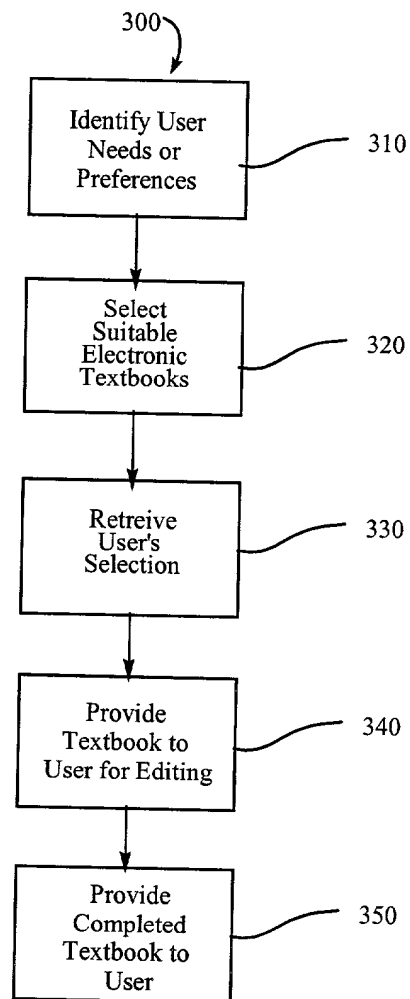 300
Identify User
Needs or
Preferences
310
Select
Suitable
Electronic
Textbooks
320
Retreive
User's
Selection
330
Provide
Textbook to
User for Editing
340
Provide
Completed
Textbook to
User
350